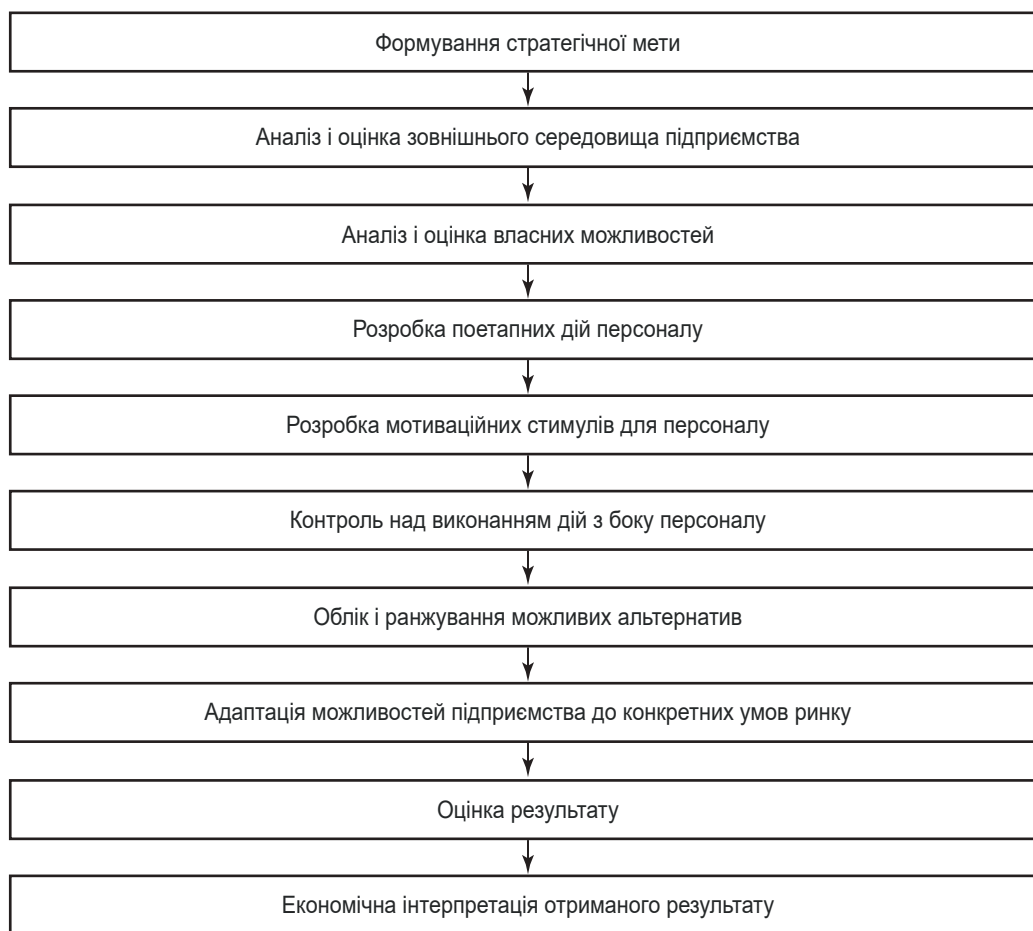 Формування стратегічної мети
Аналіз і оцінка зовнішнього середовища підприємства
Аналіз і оцінка власних можливостей
Розробка поетапних дій персоналу
Розробка мотиваційних стимулів для персоналу
Контроль над виконанням дій з боку персоналу
Облік і ранжування можливих альтернатив
Адаптація можливостей підприємства до конкретних умов ринку
Оцінка результату
Економічна інтерпретація отриманого результату